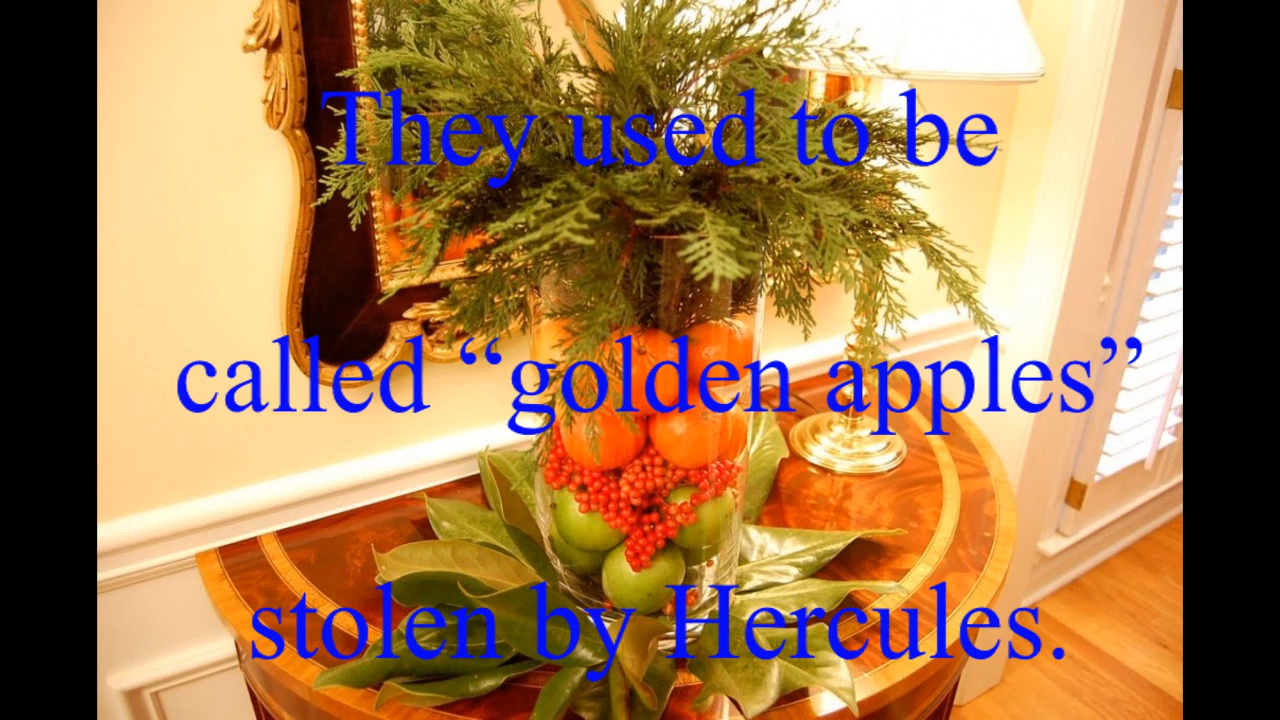 They used to be
called “golden apples”
stolen by Hercules.